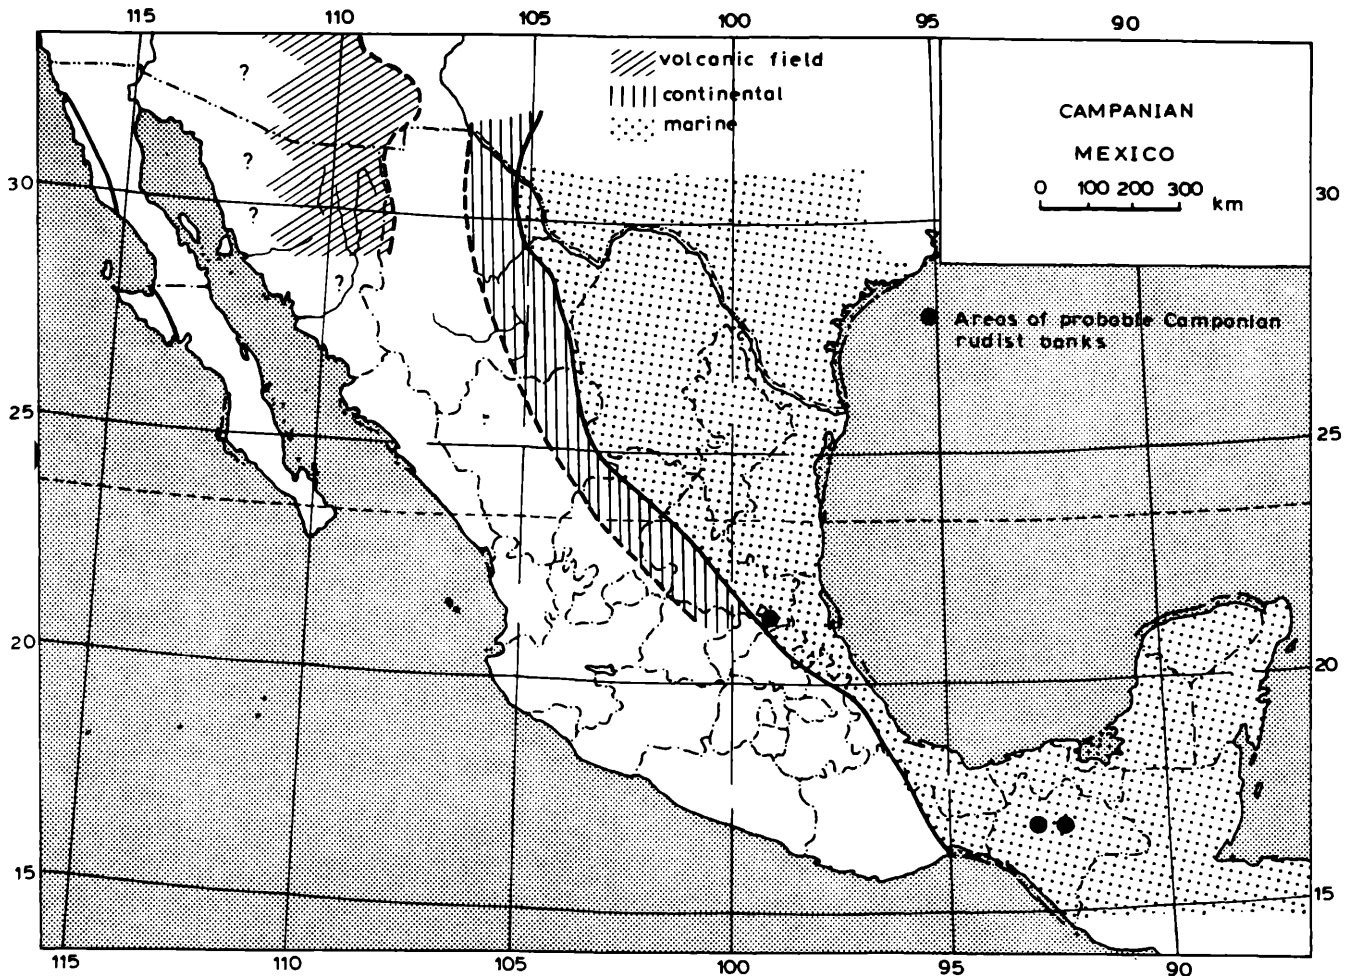 115 110 105 100 95 90
volcanic field
continental
marine
CAMPANIAN
MEXICO
0 100 200 300 km
30 30
?
?
?
?
Areas of probable Campanian
rudist banks
25 25
20 20
15 15
115 110 105 100 95 90